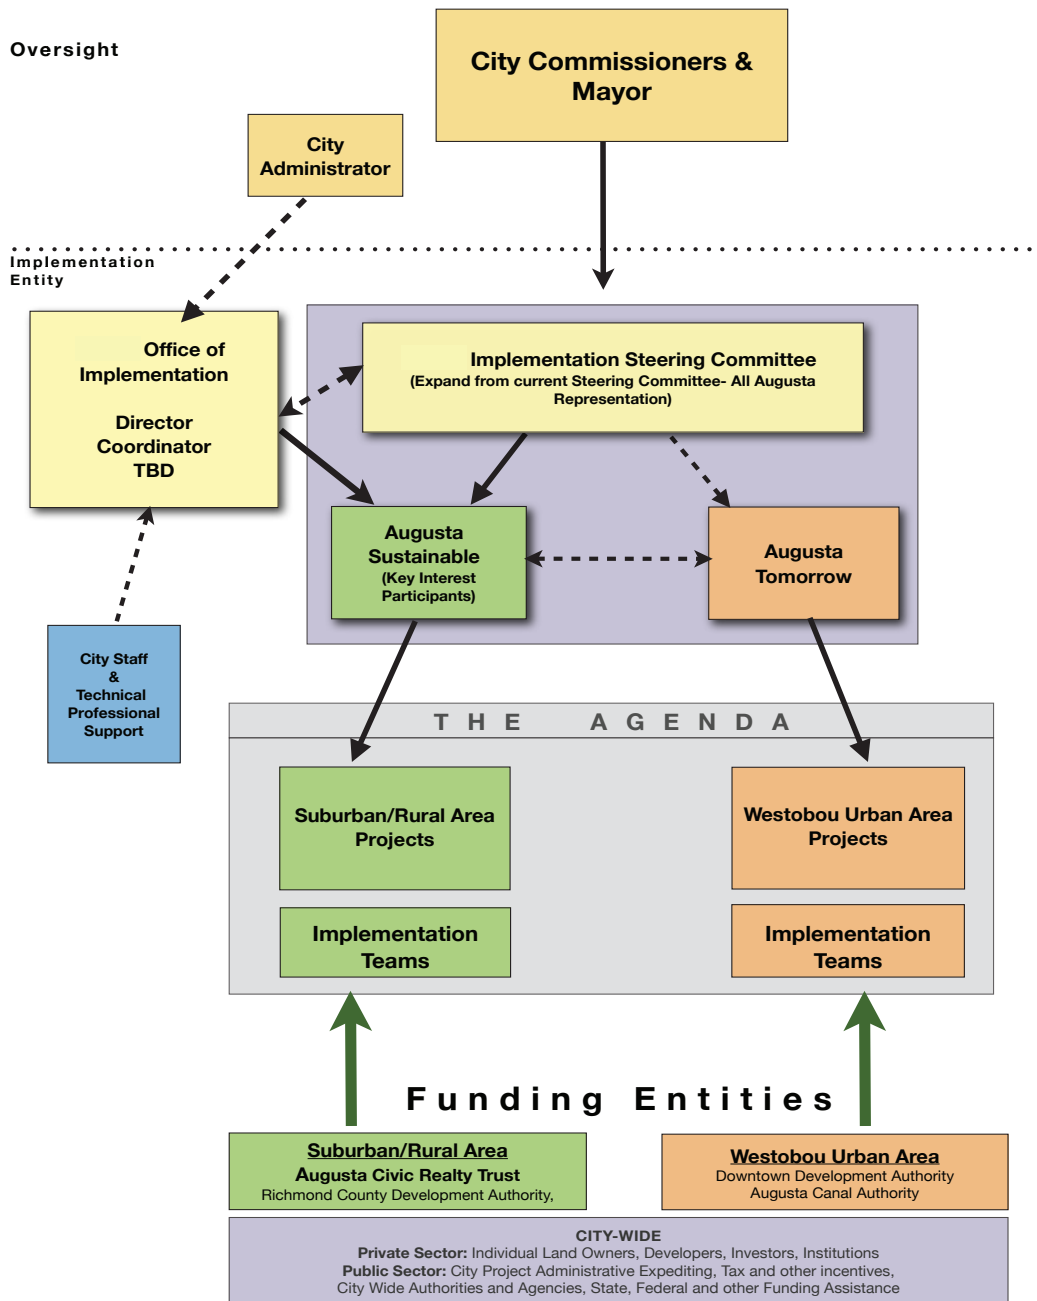 Oversight
City Commissioners &
Mayor
City
Administrator
Implementation
Entity
Office of
Implementation
Director
Coordinator
TBD
Implementation Steering Committee
(Expand from current Steering Committee- All Augusta
Representation)
Augusta
Sustainable
(Key Interest
Participants)
Augusta
Tomorrow
City Staff
&
Technical
Professional
Support
THE AGENDA
Suburban/Rural Area
Projects
Westobou Urban Area
Projects
Implementation
Teams
Implementation
Teams
Funding Entities
Suburban/Rural Area
Augusta Civic Realty Trust
Richmond County Development Authority,
Westobou Urban Area
Downtown Development Authority
Augusta Canal Authority
CITY-WIDE
Private Sector: Individual Land Owners, Developers, Investors, Institutions
Public Sector: City Project Administrative Expediting, Tax and other incentives,
City Wide Authorities and Agencies, State, Federal and other Funding Assistance